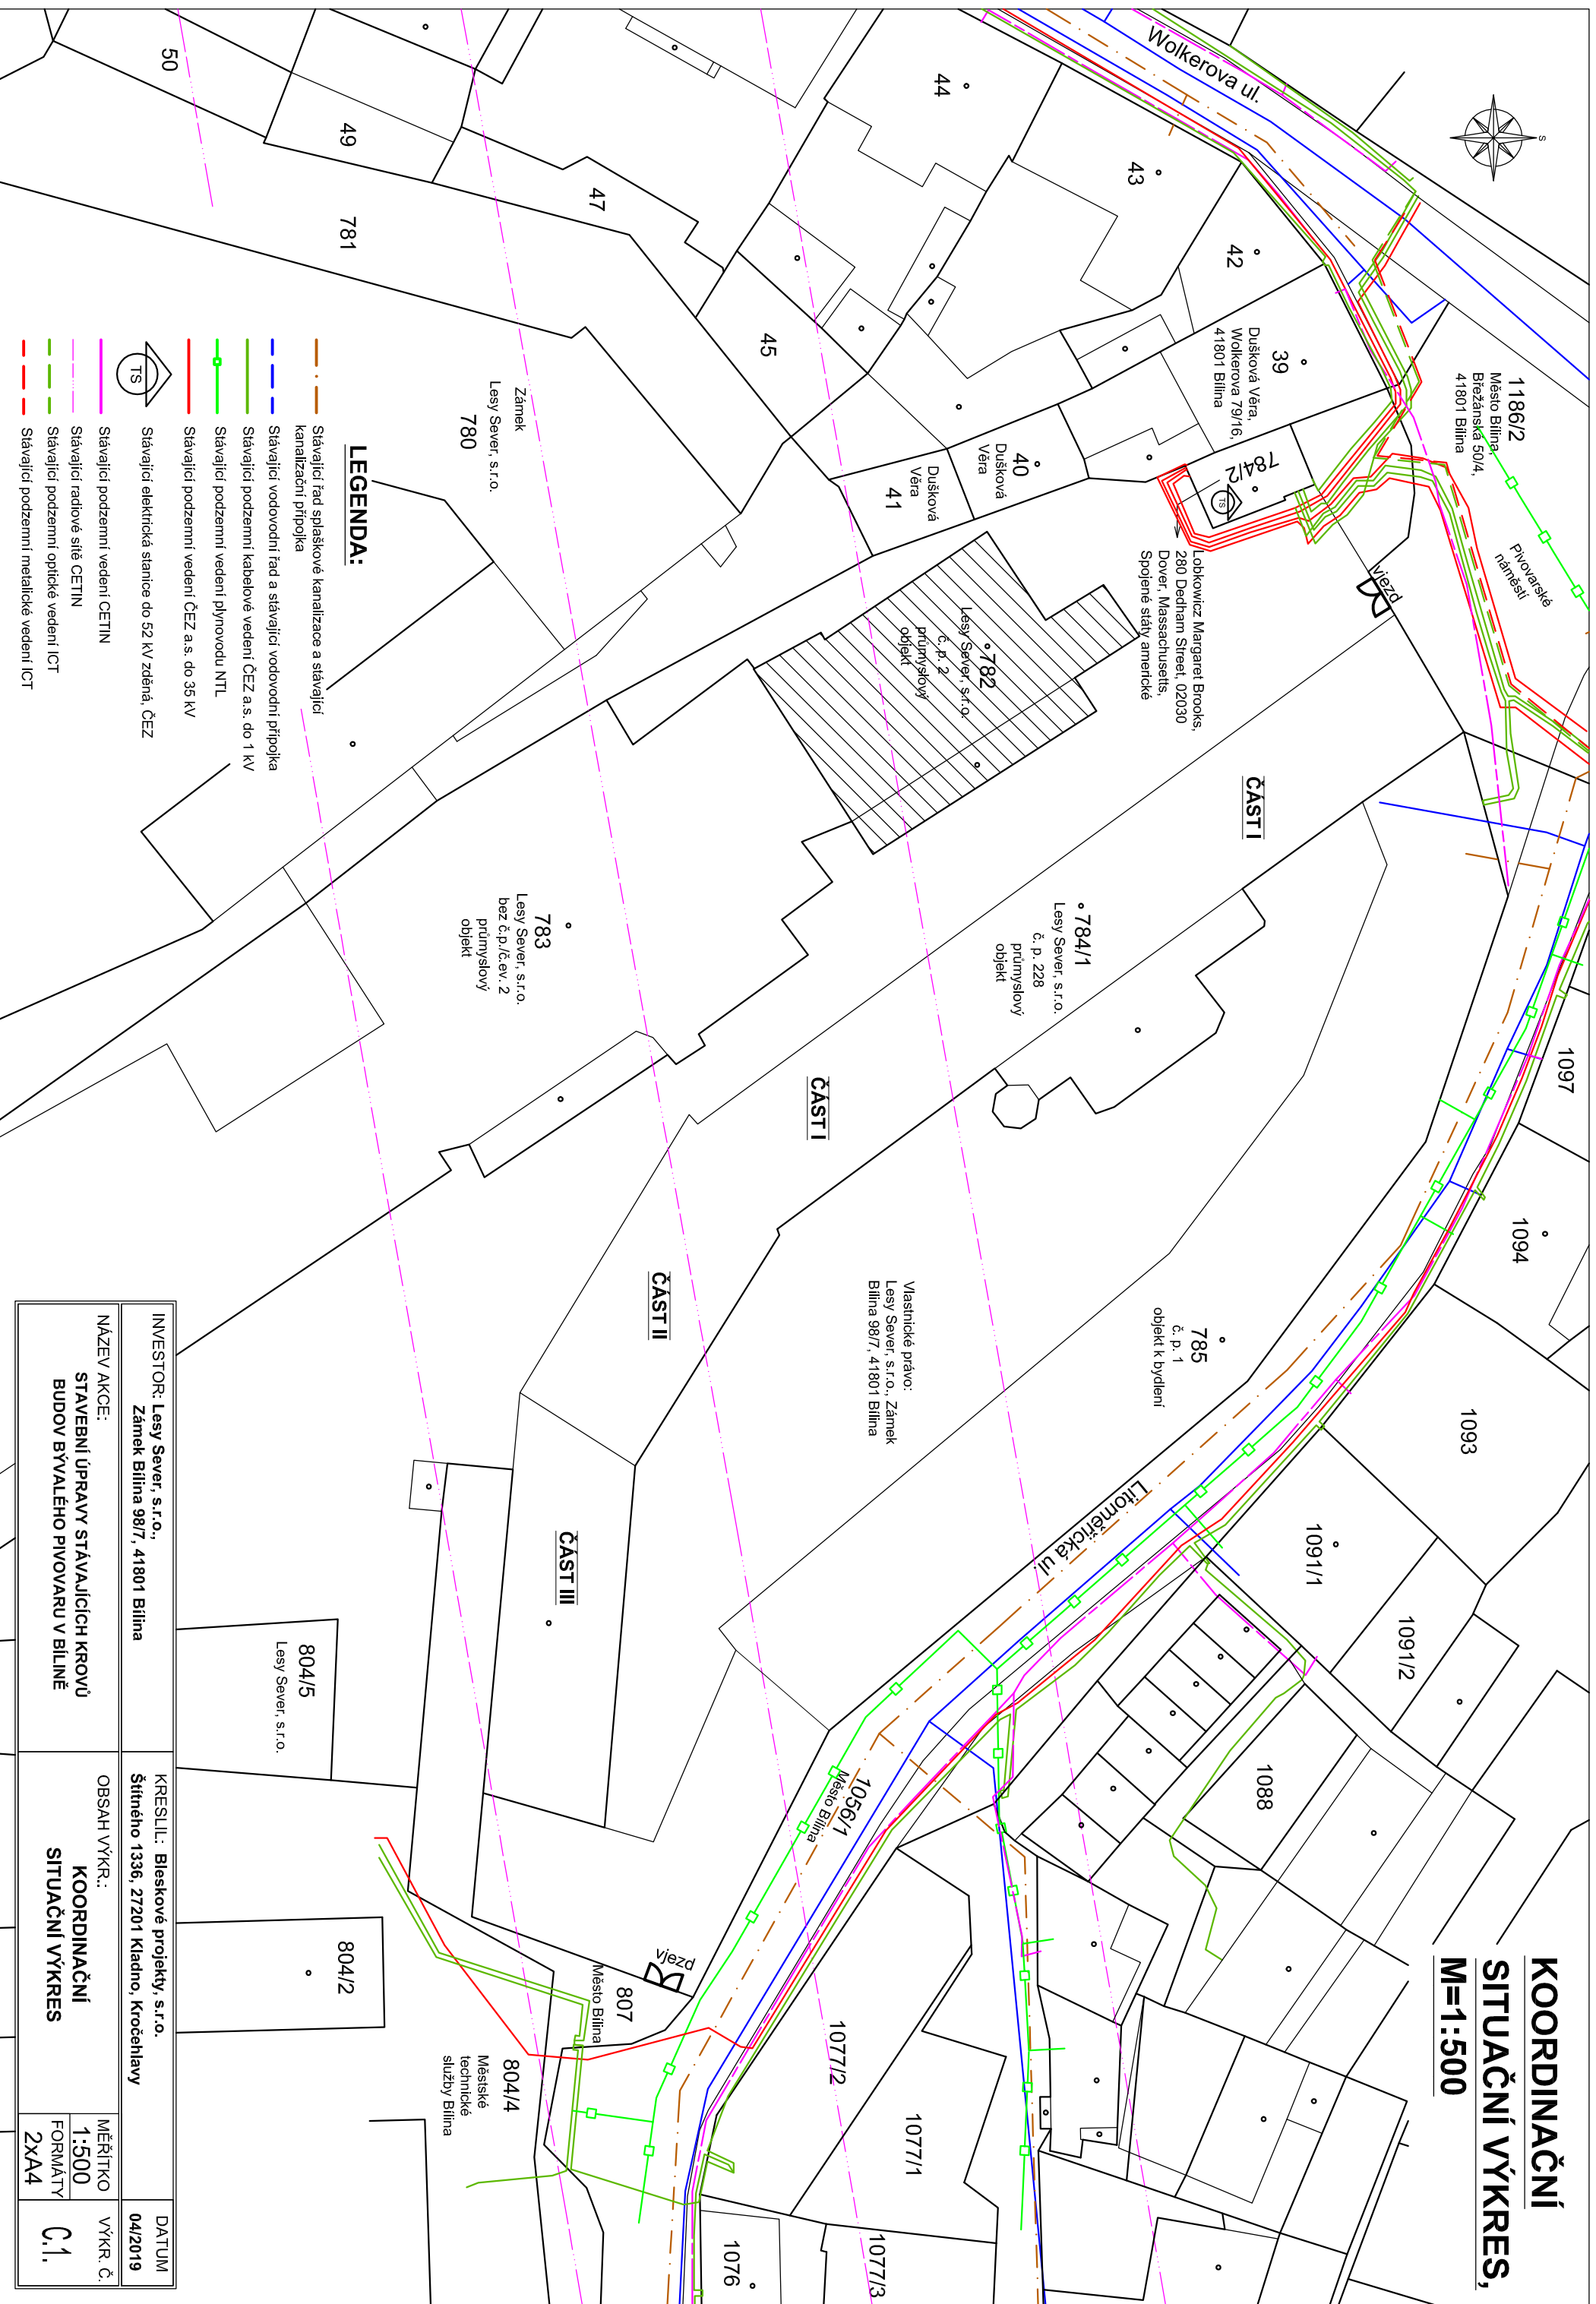 KOORDINAČNÍ
SITUAČNÍ VÝKRES,
M=1:500
S
Wolkerova ul.
1186/2
Město Bílina,
Břežánská 50/4,
41801 Bílina
Pivovarské
náměstí
vjezd
44
43
42
39
Dušková Věra,
Wolkerova 79/16,
41801 Bílina
784/2
TS
Lobkowicz Margaret Brooks,
280 Dedham Street, 02030
Dover, Massachusetts,
Spojené státy americké
40
Dušková
Věra
Dušková
Věra
41
50
49
47
45
781
Zámek
Lesy Sever, s.r.o.
780
782
Lesy Sever, s.r.o.
č. p. 2
průmyslový
objekt
ČÁST I
784/1
Lesy Sever, s.r.o.
č. p. 228
průmyslový
objekt
783
Lesy Sever, s.r.o.
bez č.p./č.ev. 2
průmyslový
objekt
ČÁST I
ČÁST II
ČÁST III
785
č. p. 1
objekt k bydlení
Vlastnické právo:
Lesy Sever, s.r.o., Zámek
Bílina 98/7, 41801 Bílina
Litoměřická ul.
1097
1094
1093
1091/1
1091/2
1088
1056/1
Město Bílina
1077/2
1077/1
1077/3
1076
vjezd
807
Město Bílina
804/4
Městské
technické
služby Bílina
804/5
Lesy Sever, s.r.o.
804/2
LEGENDA:
Stávající řad splaškové kanalizace a stávající
kanalizační přípojka
Stávající vodovodní řad a stávající vodovodní přípojka
Stávající podzemní kabelové vedení ČEZ a.s. do 1 kV
Stávající podzemní vedení plynovodu NTL
Stávající podzemní vedení ČEZ a.s. do 35 kV
TS
Stávající elektrická stanice do 52 kV zděná, ČEZ
Stávající podzemní vedení CETIN
Stávající radiové sítě CETIN
Stávající podzemní optické vedení ICT
Stávající podzemní metalické vedení ICT
INVESTOR: Lesy Sever, s.r.o.,
Zámek Bílina 98/7, 41801 Bílina
KRESLIL: Bleskové projekty, s.r.o.
Štítného 1336, 27201 Kladno, Kročehlavy
DATUM
04/2019
NÁZEV AKCE:
STAVEBNÍ ÚPRAVY STÁVAJÍCÍCH KROVŮ
BUDOV BÝVALÉHO PIVOVARU V BÍLINĚ
OBSAH VÝKR.:
KOORDINAČNÍ
SITUAČNÍ VÝKRES
MĚŘÍTKO
1:500
FORMÁTY
2xA4
VÝKR. Č.
C.1.